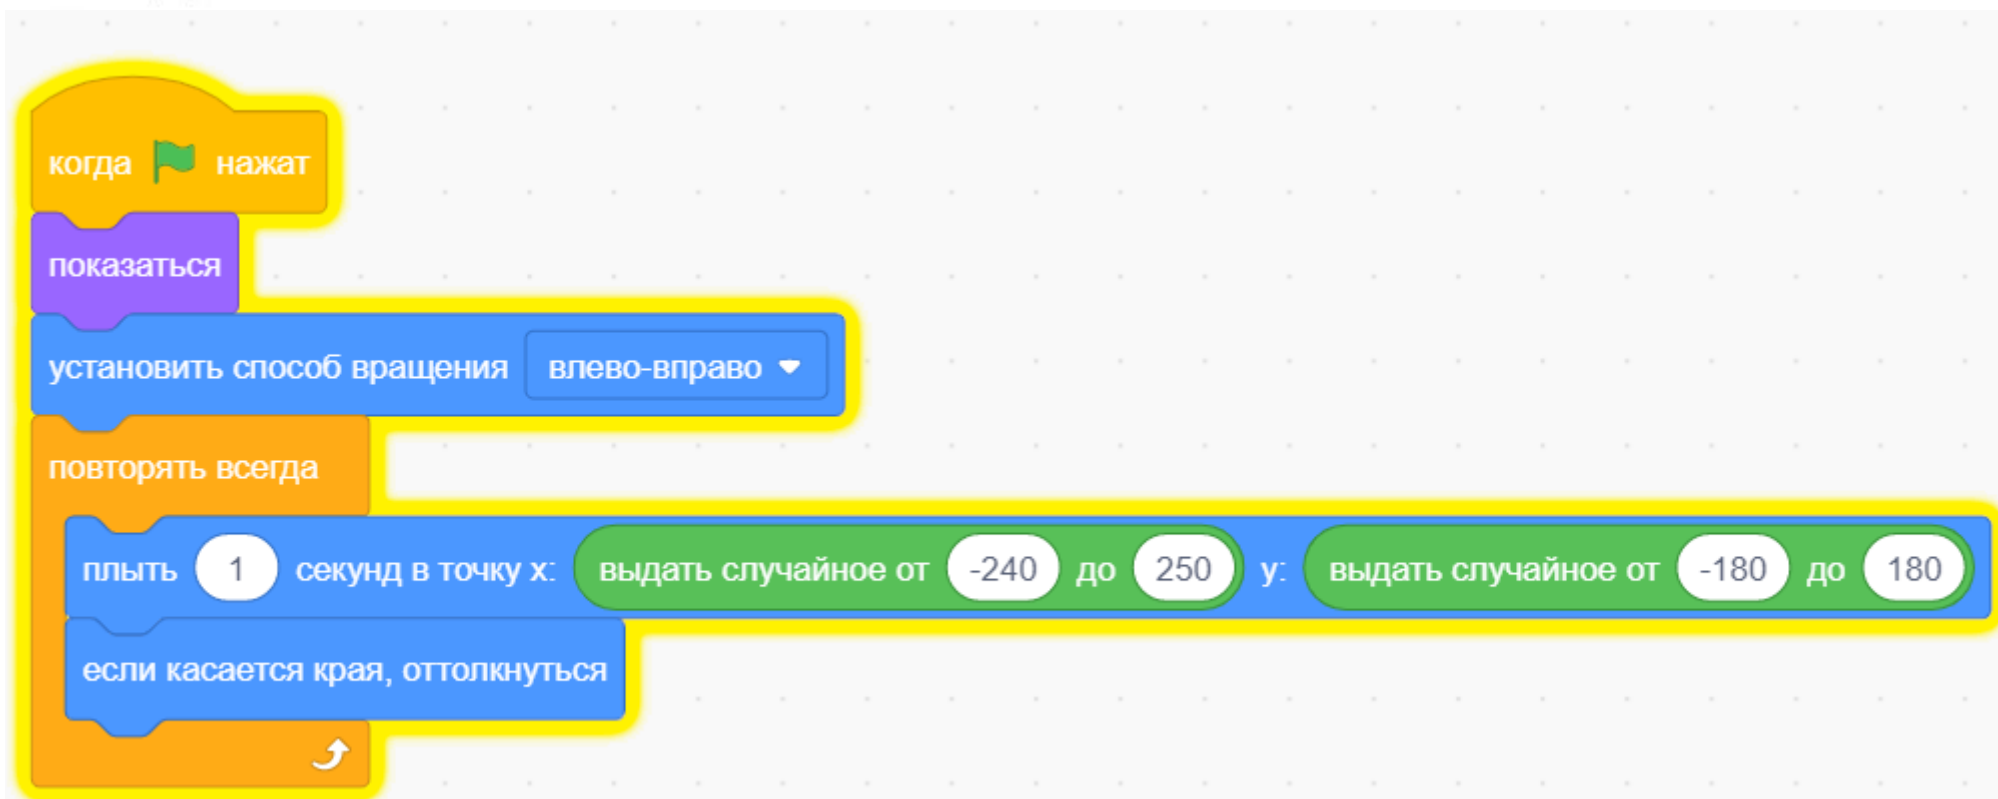 когда нажат
показаться
установить способ вращения влево-вправо
повторять всегда
плыть 1 секунд в точку x: выдать случайное от -240 до 250 y: выдать случайное от -180 до 180
если касается края, оттолкнуться